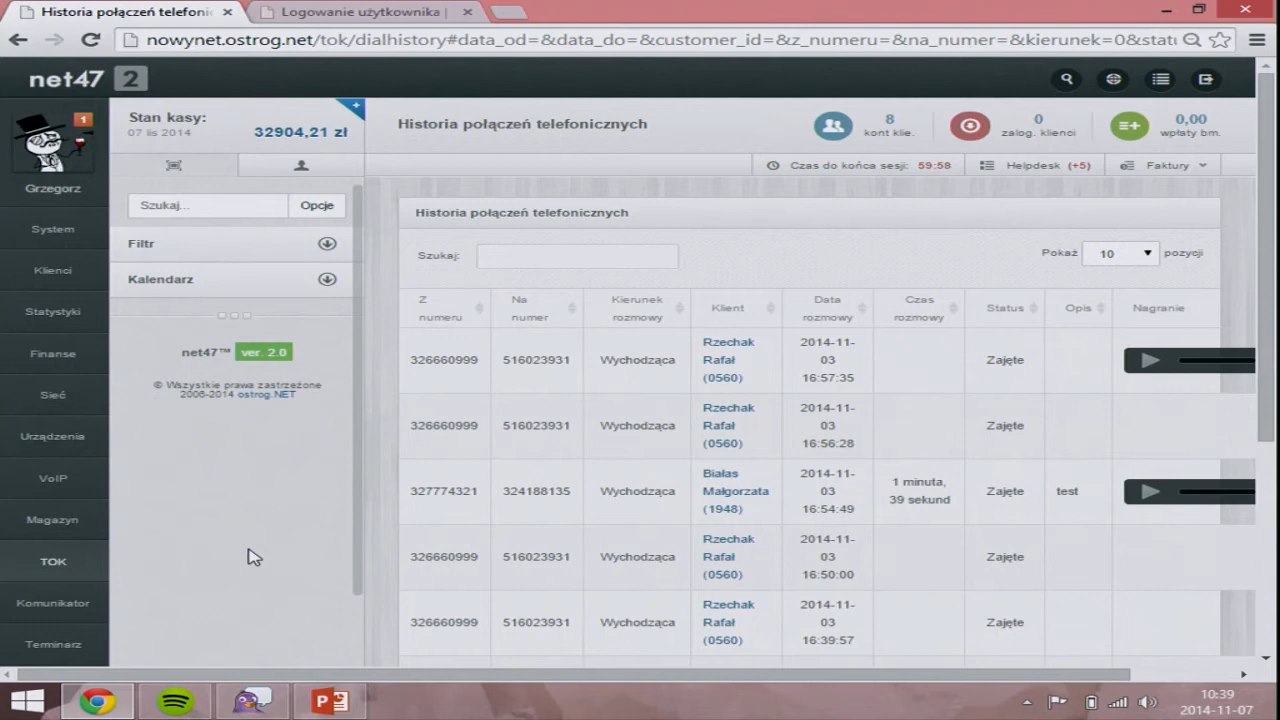 Historia połączeń telefonic
Logowanie użytkownika |
nowynet.ostrog.net/tok/dialhistory#data_od=&data_do=&customer_id=&z_numeru=&na_numer=&kierunek=0&statu
net47 2
Stan kasy:
07 lis 2014
32904,21 zł
+
Historia połączeń telefonicznych
8
kont klie.
0
zalog. klienci
0,00
wpłaty bm.
1
Grzegorz
Czas do końca sesji: 59:58
Helpdesk (+5)
Faktury
Szukaj...
Opcje
Filtr
Kalendarz
net47™ ver. 2.0
© Wszystkie prawa zastrzeżone
2006-2014 ostrog.NET
System
Klienci
Statystyki
Finanse
Sieć
Urządzenia
VoIP
Magazyn
TOK
Komunikator
Terminarz
Historia połączeń telefonicznych
Szukaj:
Pokaż 10 pozycji
Z numeru
Na numer
Kierunek rozmowy
Klient
Data rozmowy
Czas rozmowy
Status
Opis
Nagranie
326660999 516023931 Wychodząca Rzechak Rafał (0560) 2014-11-03 16:57:35 Zajęte
326660999 516023931 Wychodząca Rzechak Rafał (0560) 2014-11-03 16:56:28 Zajęte
327774321 324188135 Wychodząca Białas Małgorzata (1948) 2014-11-03 16:54:49 1 minuta, 39 sekund Zajęte test
326660999 516023931 Wychodząca Rzechak Rafał (0560) 2014-11-03 16:50:00 Zajęte
326660999 516023931 Wychodząca Rzechak Rafał (0560) 2014-11-03 16:39:57 Zajęte
10:39
2014-11-07